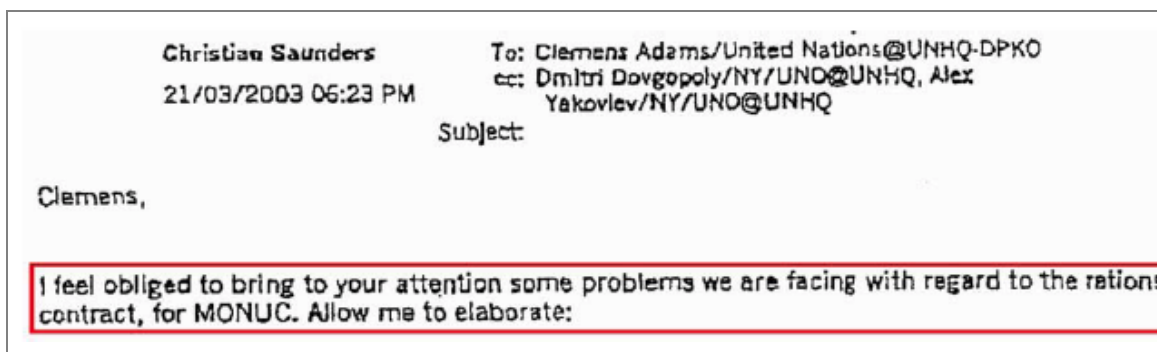 Christian Saunders
21/03/2003 06:23 PM
To: Clemens Adams/United Nations@UNHQ-DPKO
cc: Dmitri Dovgopoly/NY/UNO@UNHQ, Alex
Yakovlev/NY/UNO@UNHQ
Subject:
Clemens,
I feel obliged to bring to your attention some problems we are facing with regard to the rations
contract, for MONUC. Allow me to elaborate: